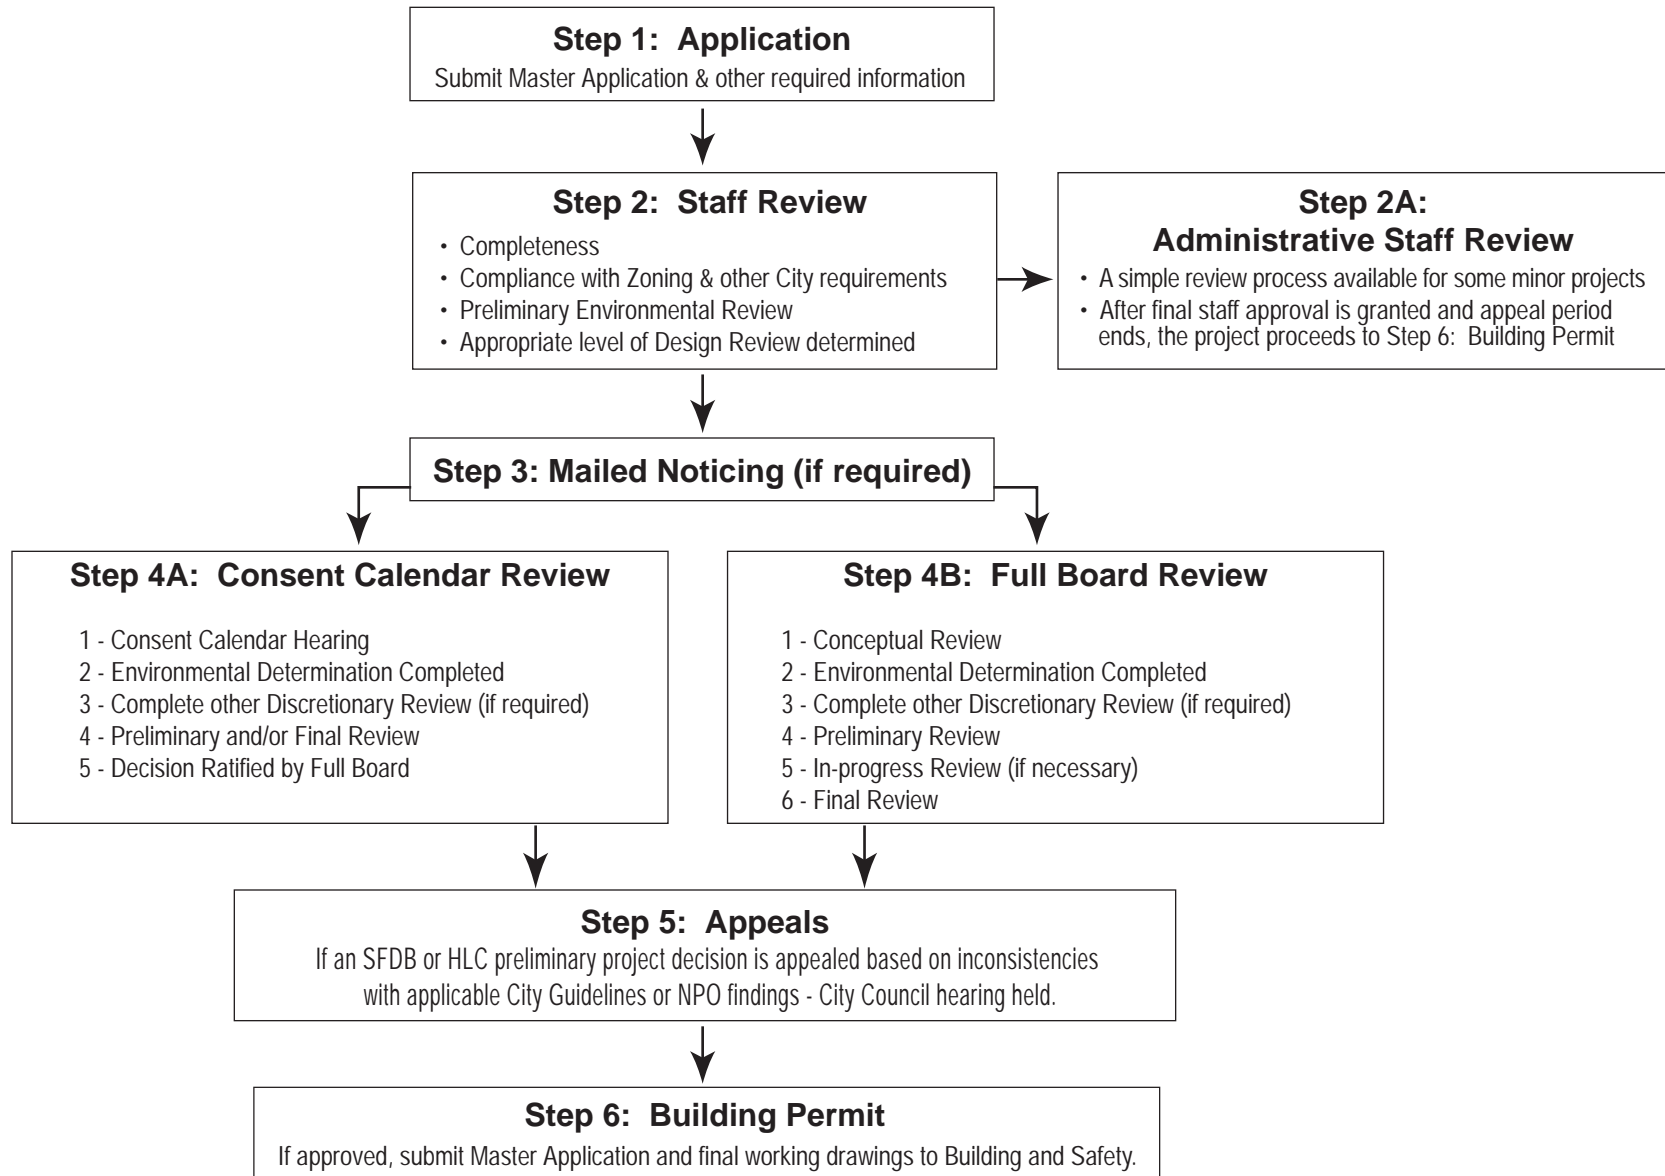 Step 1: Application
Submit Master Application & other required information
Step 2: Staff Review
• Completeness
• Compliance with Zoning & other City requirements
• Preliminary Environmental Review
• Appropriate level of Design Review determined
Step 2A:
Administrative Staff Review
• A simple review process available for some minor projects
• After final staff approval is granted and appeal period
ends, the project proceeds to Step 6: Building Permit
Step 3: Mailed Noticing (if required)
Step 4A: Consent Calendar Review
1 - Consent Calendar Hearing
2 - Environmental Determination Completed
3 - Complete other Discretionary Review (if required)
4 - Preliminary and/or Final Review
5 - Decision Ratified by Full Board
Step 4B: Full Board Review
1 - Conceptual Review
2 - Environmental Determination Completed
3 - Complete other Discretionary Review (if required)
4 - Preliminary Review
5 - In-progress Review (if necessary)
6 - Final Review
Step 5: Appeals
If an SFDB or HLC preliminary project decision is appealed based on inconsistencies
with applicable City Guidelines or NPO findings - City Council hearing held.
Step 6: Building Permit
If approved, submit Master Application and final working drawings to Building and Safety.